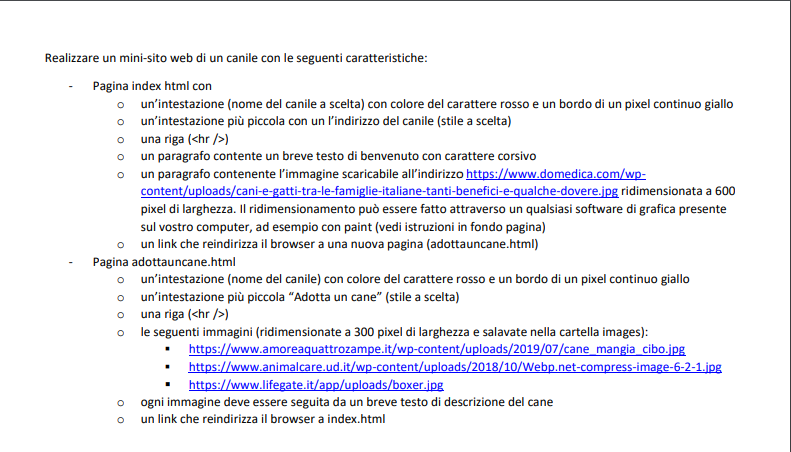 Realizzare un mini-sito web di un canile con le seguenti caratteristiche:
- Pagina index html con
o un'intestazione (nome del canile a scelta) con colore del carattere rosso e un bordo di un pixel continuo giallo
o un'intestazione più piccola con un l'indirizzo del canile (stile a scelta)
o una riga (<hr />)
o un paragrafo contente un breve testo di benvenuto con carattere corsivo
o un paragrafo contenente l'immagine scaricabile all'indirizzo https://www.domedica.com/wp-
content/uploads/cani-e-gatti-tra-le-famiglie-italiane-tanti-benefici-e-qualche-dovere.jpg ridimensionata a 600
pixel di larghezza. Il ridimensionamento può essere fatto attraverso un qualsiasi software di grafica presente
sul vostro computer, ad esempio con paint (vedi istruzioni in fondo pagina)
o un link che reindirizza il browser a una nuova pagina (adottauncane.html)
- Pagina adottauncane.html
o un'intestazione (nome del canile) con colore del carattere rosso e un bordo di un pixel continuo giallo
o un'intestazione più piccola “Adotta un cane” (stile a scelta)
o una riga (<hr />)
o le seguenti immagini (ridimensionate a 300 pixel di larghezza e salavate nella cartella images):
▪ https://www.amoreaquattrozampe.it/wp-content/uploads/2019/07/cane_mangia_cibo.jpg
▪ https://www.animalcare.ud.it/wp-content/uploads/2018/10/Webp.net-compress-image-6-2-1.jpg
▪ https://www.lifegate.it/app/uploads/boxer.jpg
o ogni immagine deve essere seguita da un breve testo di descrizione del cane
o un link che reindirizza il browser a index.html